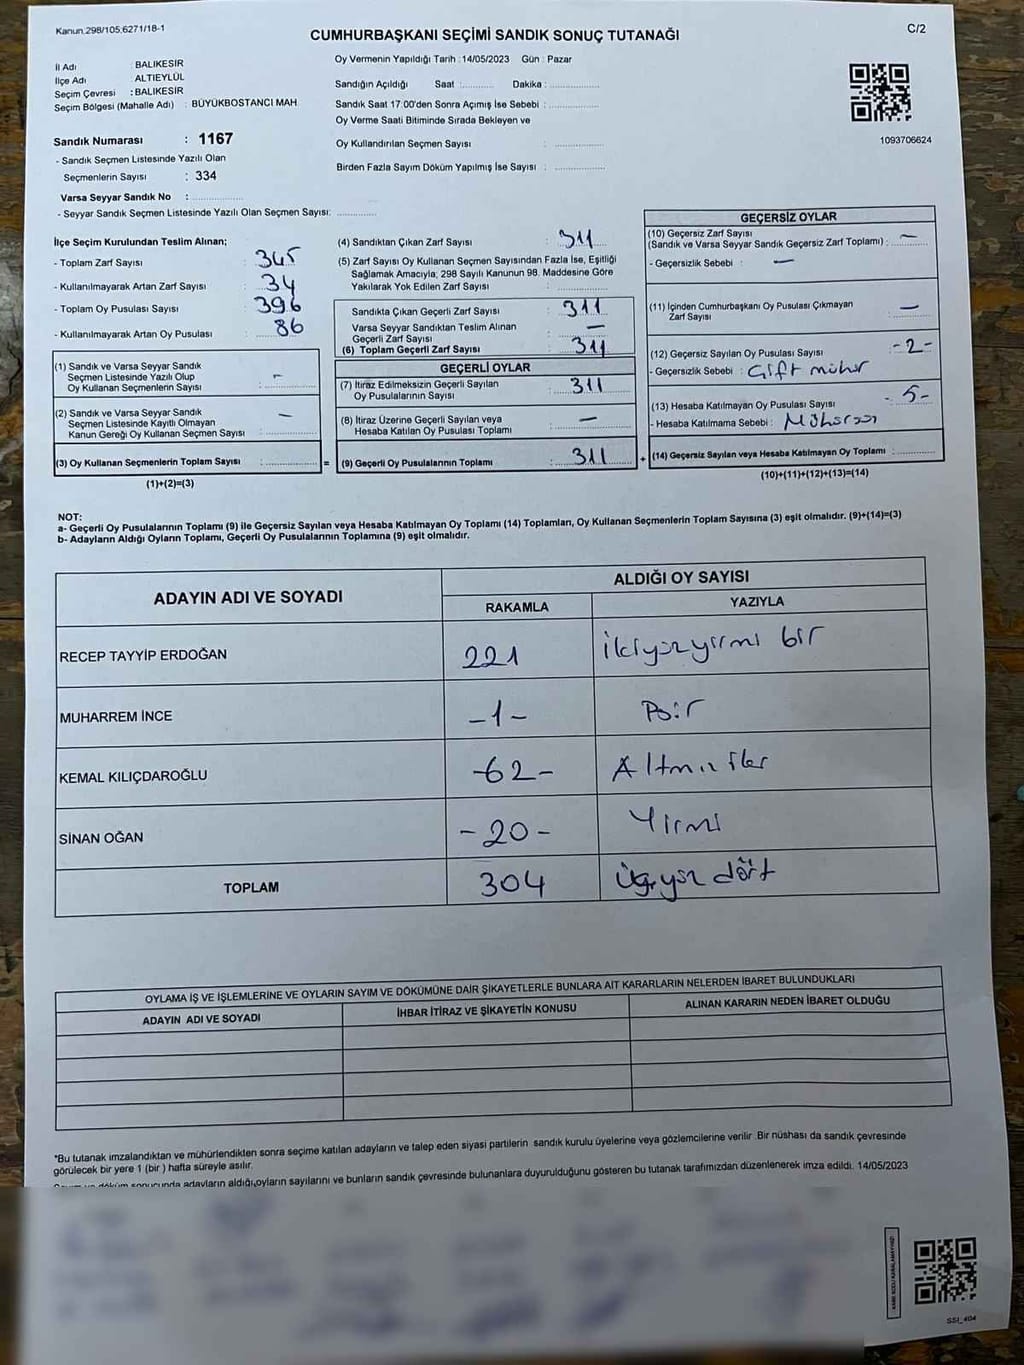 Kanun.298/105,6271/18-1
CUMHURBAŞKANI SEÇİMİ SANDIK SONUÇ TUTANAĞI
C/2
İl Adı : BALIKESİR
İlçe Adı : ALTIEYLÜL
Seçim Çevresi : BALIKESİR
Seçim Bölgesi (Mahalle Adı) : BÜYÜKBOSTANCI MAH.
Sandık Numarası : 1167
- Sandık Seçmen Listesinde Yazılı Olan
Seçmenlerin Sayısı : 334
Varsa Seyyar Sandık No :
- Seyyar Sandık Seçmen Listesinde Yazılı Olan Seçmen Sayısı:
Oy Vermenin Yapıldığı Tarih : 14/05/2023 Gün : Pazar
Sandığın Açıldığı Saat : Dakika :
Sandık Saat 17:00'den Sonra Açımış İse Sebebi :
Oy Verme Saati Bitiminde Sırada Bekleyen ve
Oy Kullandırılan Seçmen Sayısı :
Birden Fazla Sayım Döküm Yapılmış İse Sayısı :
1093706624
İlçe Seçim Kurulundan Teslim Alınan;
- Toplam Zarf Sayısı : 345
- Kullanılmayarak Artan Zarf Sayısı : 34
- Toplam Oy Pusulası Sayısı : 396
- Kullanılmayarak Artan Oy Pusulası : 86
(1) Sandık ve Varsa Seyyar Sandık
Seçmen Listesinde Yazılı Olup
Oy Kullanan Seçmenlerin Sayısı : -
(2) Sandık ve Varsa Seyyar Sandık
Seçmen Listesinde Kayıtlı Olmayan
Kanun Gereği Oy Kullanan Seçmen Sayısı : -
(3) Oy Kullanan Seçmenlerin Toplam Sayısı :
(1)+(2)=(3)
(4) Sandıktan Çıkan Zarf Sayısı : 311
(5) Zarf Sayısı Oy Kullanan Seçmen Sayısından Fazla İse, Eşitliği
Sağlamak Amacıyla; 298 Sayılı Kanunun 98. Maddesine Göre
Yakılarak Yok Edilen Zarf Sayısı :
Sandıkta Çıkan Geçerli Zarf Sayısı : 311
Varsa Seyyar Sandıktan Teslim Alınan
Geçerli Zarf Sayısı : -
(6) Toplam Geçerli Zarf Sayısı : 311
GEÇERLİ OYLAR
(7) İtiraz Edilmeksizin Geçerli Sayılan
Oy Pusulalarının Sayısı : 311
(8) İtiraz Üzerine Geçerli Sayılan veya
Hesaba Katılan Oy Pusulası Toplamı : -
= (9) Geçerli Oy Pusulalarının Toplamı : 311 +
GEÇERSİZ OYLAR
(10) Geçersiz Zarf Sayısı
(Sandık ve Varsa Seyyar Sandık Geçersiz Zarf Toplamı) : -
- Geçersizlik Sebebi : -
(11) İçinden Cumhurbaşkanı Oy Pusulası Çıkmayan
Zarf Sayısı : -
(12) Geçersiz Sayılan Oy Pusulası Sayısı : -2-
- Geçersizlik Sebebi : Çift mühür
(13) Hesaba Katılmayan Oy Pusulası Sayısı : -5-
- Hesaba Katılmama Sebebi : Mühürsüz
(14) Geçersiz Sayılan veya Hesaba Katılmayan Oy Toplamı :
(10)+(11)+(12)+(13)=(14)
NOT:
a- Geçerli Oy Pusulalarının Toplamı (9) ile Geçersiz Sayılan veya Hesaba Katılmayan Oy Toplamı (14) Toplamları, Oy Kullanan Seçmenlerin Toplam Sayısına (3) eşit olmalıdır. (9)+(14)=(3)
b- Adayların Aldığı Oyların Toplamı, Geçerli Oy Pusulalarının Toplamına (9) eşit olmalıdır.
ADAYIN ADI VE SOYADI
ALDIĞI OY SAYISI
RAKAMLA YAZIYLA
RECEP TAYYİP ERDOĞAN 221 İkiyüzyirmi bir
MUHARREM İNCE -1- Bir
KEMAL KILIÇDAROĞLU -62- Altmıs iki
SİNAN OĞAN -20- Yirmi
TOPLAM 304 Üçyüz dört
OYLAMA İŞ VE İŞLEMLERİNE VE OYLARIN SAYIM VE DÖKÜMÜNE DAİR ŞİKAYETLERLE BUNLARA AİT KARARLARIN NELERDEN İBARET BULUNDUKLARI
ADAYIN ADI VE SOYADI İHBAR İTİRAZ VE ŞİKAYETİN KONUSU ALINAN KARARIN NEDEN İBARET OLDUĞU
*Bu tutanak imzalandıktan ve mühürlendikten sonra seçime katılan adayların ve talep eden siyasi partilerin sandık kurulu üyelerine veya gözlemcilerine verilir. Bir nüshası da sandık çevresinde
görülecek bir yere 1 (bir ) hafta süreyle asılır.
Sayım ve döküm sonucunda adayların aldığı,oyların sayılarını ve bunların sandık çevresinde bulunanlara duyurulduğunu gösteren bu tutanak tarafımızdan düzenlenerek imza edildi. 14/05/2023
SSI_404